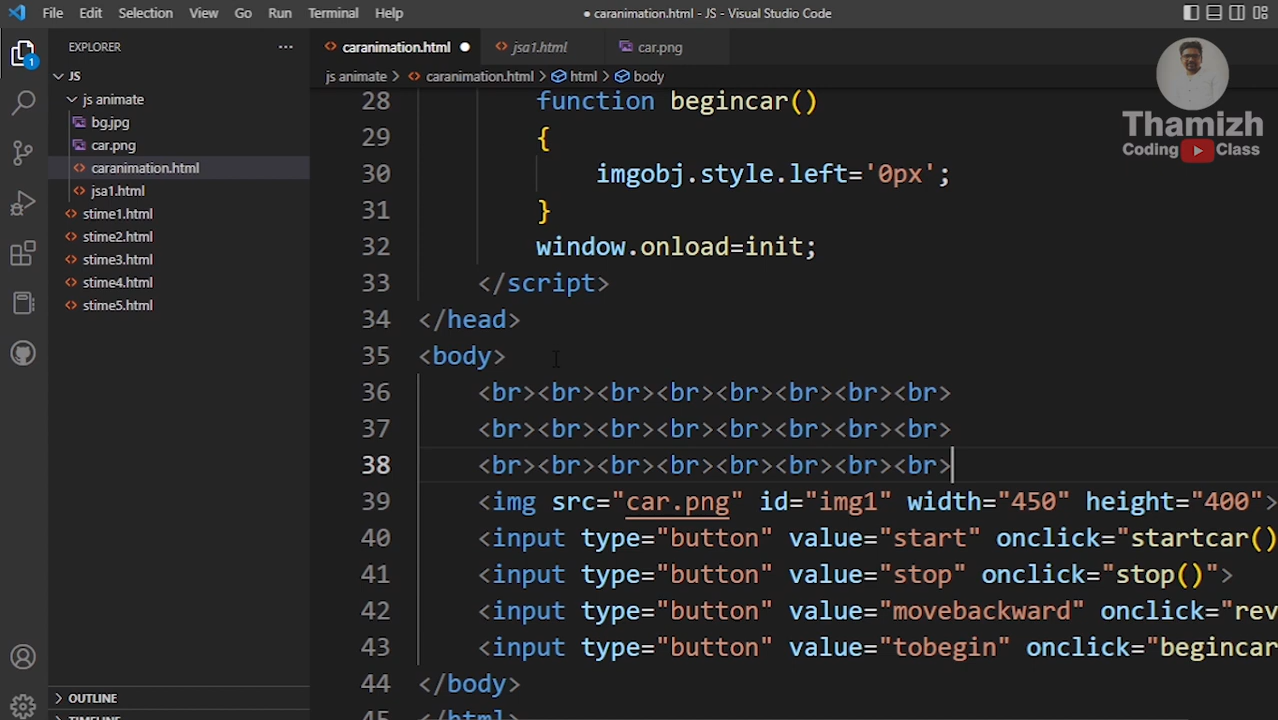 File Edit Selection View Go Run Terminal Help
● caranimation.html - JS - Visual Studio Code
EXPLORER
caranimation.html
jsa1.html
car.png
js animate > caranimation.html > html > body
JS
js animate
bg.jpg
car.png
caranimation.html
jsa1.html
stime1.html
stime2.html
stime3.html
stime4.html
stime5.html
OUTLINE
TIMELINE
1
Thamizh
Coding Class
28 function begincar()
29 {
30 imgobj.style.left='0px';
31 }
32 window.onload=init;
33 </script>
34 </head>
35 <body>
36 <br><br><br><br><br><br><br><br>
37 <br><br><br><br><br><br><br><br>
38 <br><br><br><br><br><br><br><br>
39 <img src="car.png" id="img1" width="450" height="400">
40 <input type="button" value="start" onclick="startcar()
41 <input type="button" value="stop" onclick="stop()">
42 <input type="button" value="movebackward" onclick="rev
43 <input type="button" value="tobegin" onclick="begincar
44 </body>
45 </html>